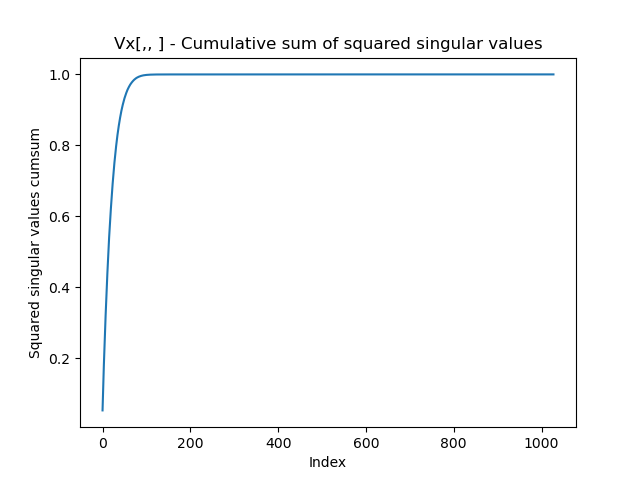 Vx[,, ] - Cumulative sum of squared singular values
1.0
0.8
0.6
0.4
0.2
Squared singular values cumsum
0 200 400 600 800 1000
Index